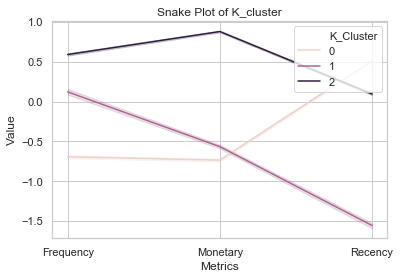 Snake Plot of K_cluster
K_Cluster
0
1
2
1.0
0.5
0.0
−0.5
−1.0
−1.5
Value
Frequency
Monetary
Recency
Metrics